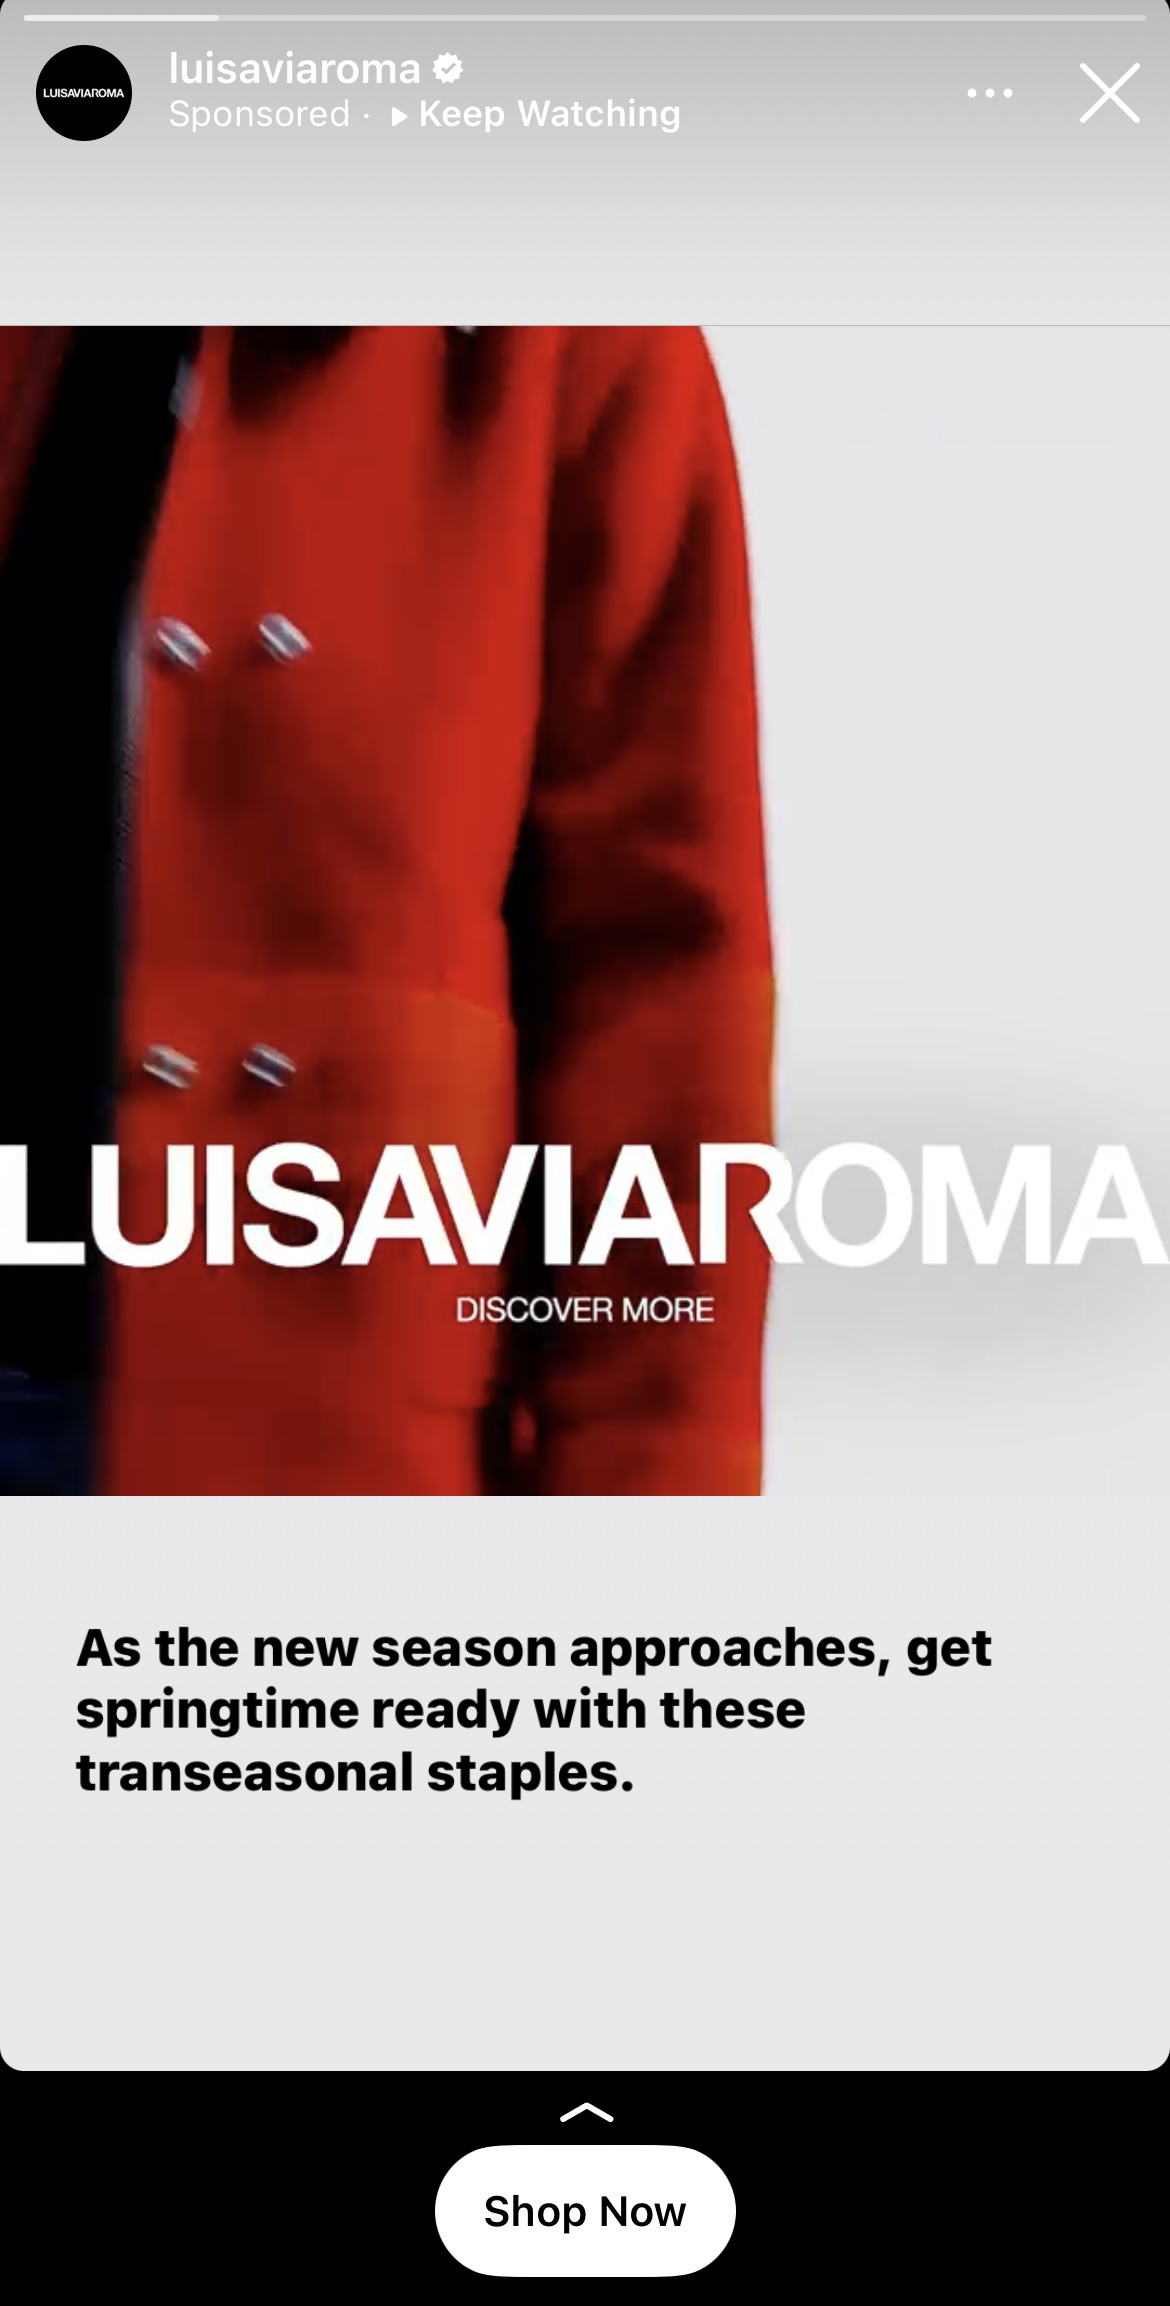 LUISAVIAROMA
luisaviaroma
Sponsored · Keep Watching
LUISAVIAROMA
DISCOVER MORE
As the new season approaches, get
springtime ready with these
transeasonal staples.
Shop Now